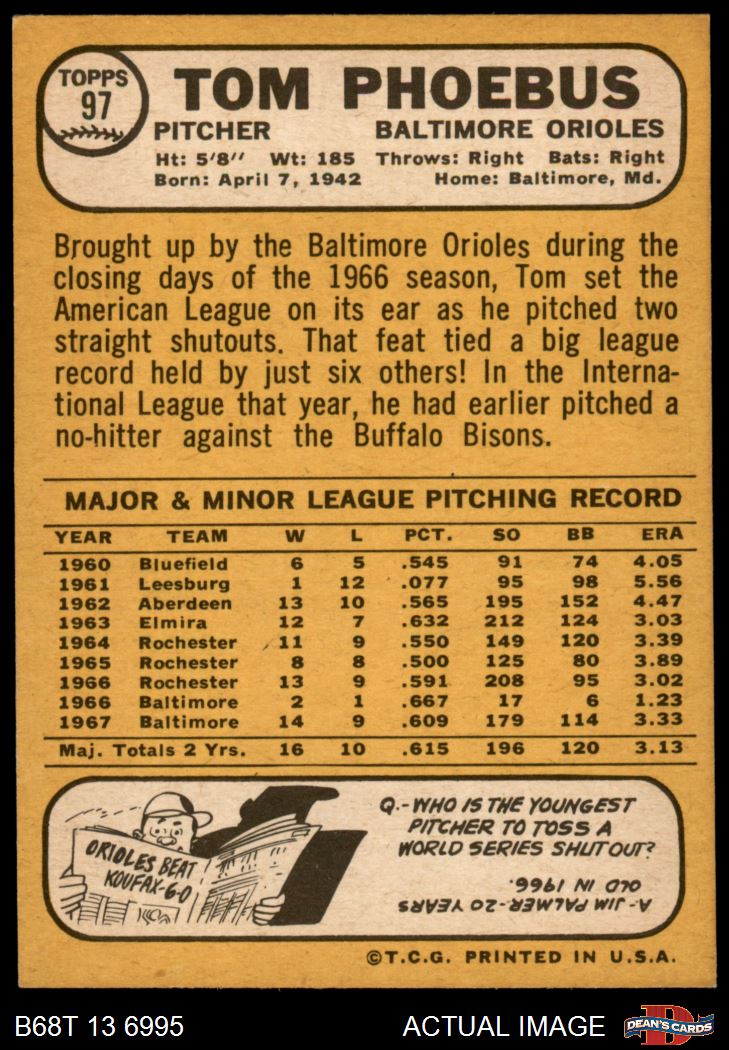 TOPPS
97
TOM PHOEBUS
PITCHER BALTIMORE ORIOLES
Ht: 5'8" Wt: 185 Throws: Right Bats: Right
Born: April 7, 1942 Home: Baltimore, Md.
Brought up by the Baltimore Orioles during the
closing days of the 1966 season, Tom set the
American League on its ear as he pitched two
straight shutouts. That feat tied a big league
record held by just six others! In the Interna-
tional League that year, he had earlier pitched a
no-hitter against the Buffalo Bisons.
MAJOR & MINOR LEAGUE PITCHING RECORD
YEAR TEAM W L PCT. SO BB ERA
1960 Bluefield 6 5 .545 91 74 4.05
1961 Leesburg 1 12 .077 95 98 5.56
1962 Aberdeen 13 10 .565 195 152 4.47
1963 Elmira 12 7 .632 212 124 3.03
1964 Rochester 11 9 .550 149 120 3.39
1965 Rochester 8 8 .500 125 80 3.89
1966 Rochester 13 9 .591 208 95 3.02
1966 Baltimore 2 1 .667 17 6 1.23
1967 Baltimore 14 9 .609 179 114 3.33
Maj. Totals 2 Yrs. 16 10 .615 196 120 3.13
ORIOLES BEAT
KOUFAX-6-0
Q.-WHO IS THE YOUNGEST
PITCHER TO TOSS A
WORLD SERIES SHUTOUT?
A-JIM PALMER-20 YEARS
OLD IN 1966.
©T.C.G. PRINTED IN U.S.A.
B68T 13 6995 ACTUAL IMAGE
D
DEAN'S CARDS